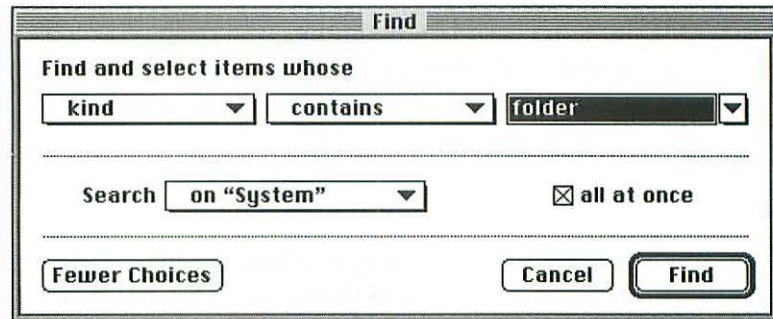 Find
Find and select items whose
kind contains folder
Search on “System” all at once
Fewer Choices Cancel Find